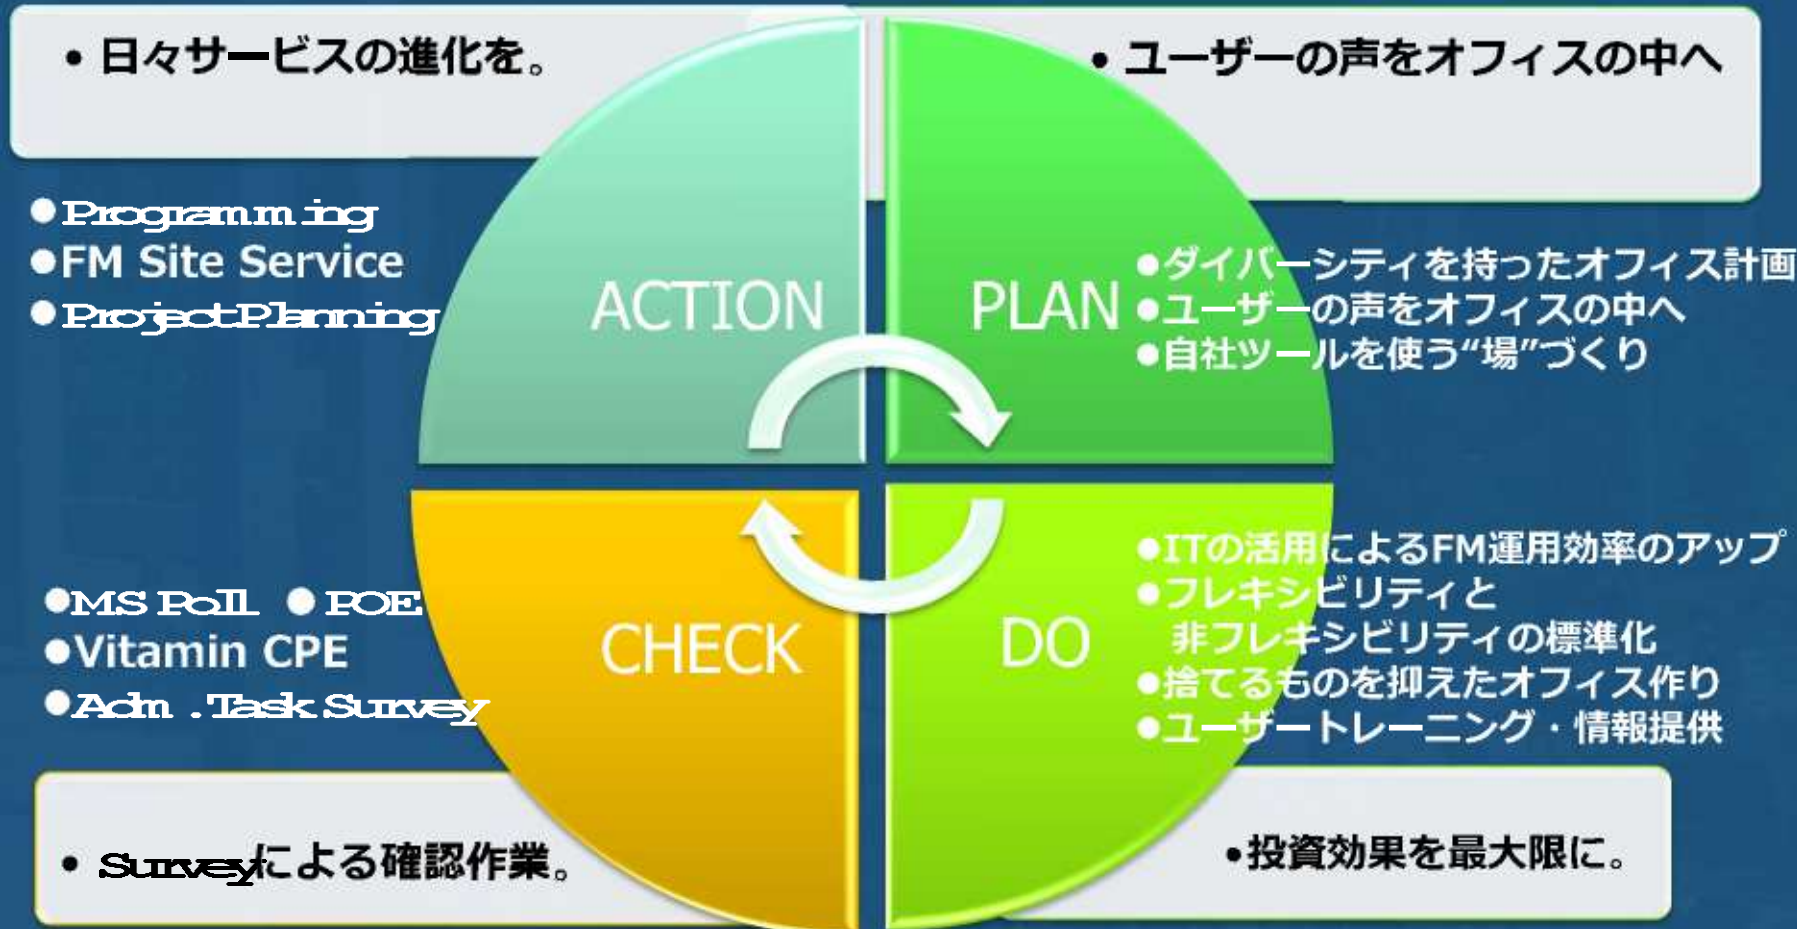 • 日々サービスの進化を。
• ユーザーの声をオフィスの中へ
●Programming
●FM Site Service
●Project Planning
ACTION
PLAN
●ダイバーシティを持ったオフィス計画
●ユーザーの声をオフィスの中へ
●自社ツールを使う“場”づくり
●MS Poll ●POE
●Vitamin CPE
●Adm. Task Survey
CHECK
DO
●ITの活用によるFM運用効率のアップ
●フレキシビリティと
非フレキシビリティの標準化
●捨てるものを抑えたオフィス作り
●ユーザートレーニング・情報提供
• Surveyによる確認作業。
•投資効果を最大限に。